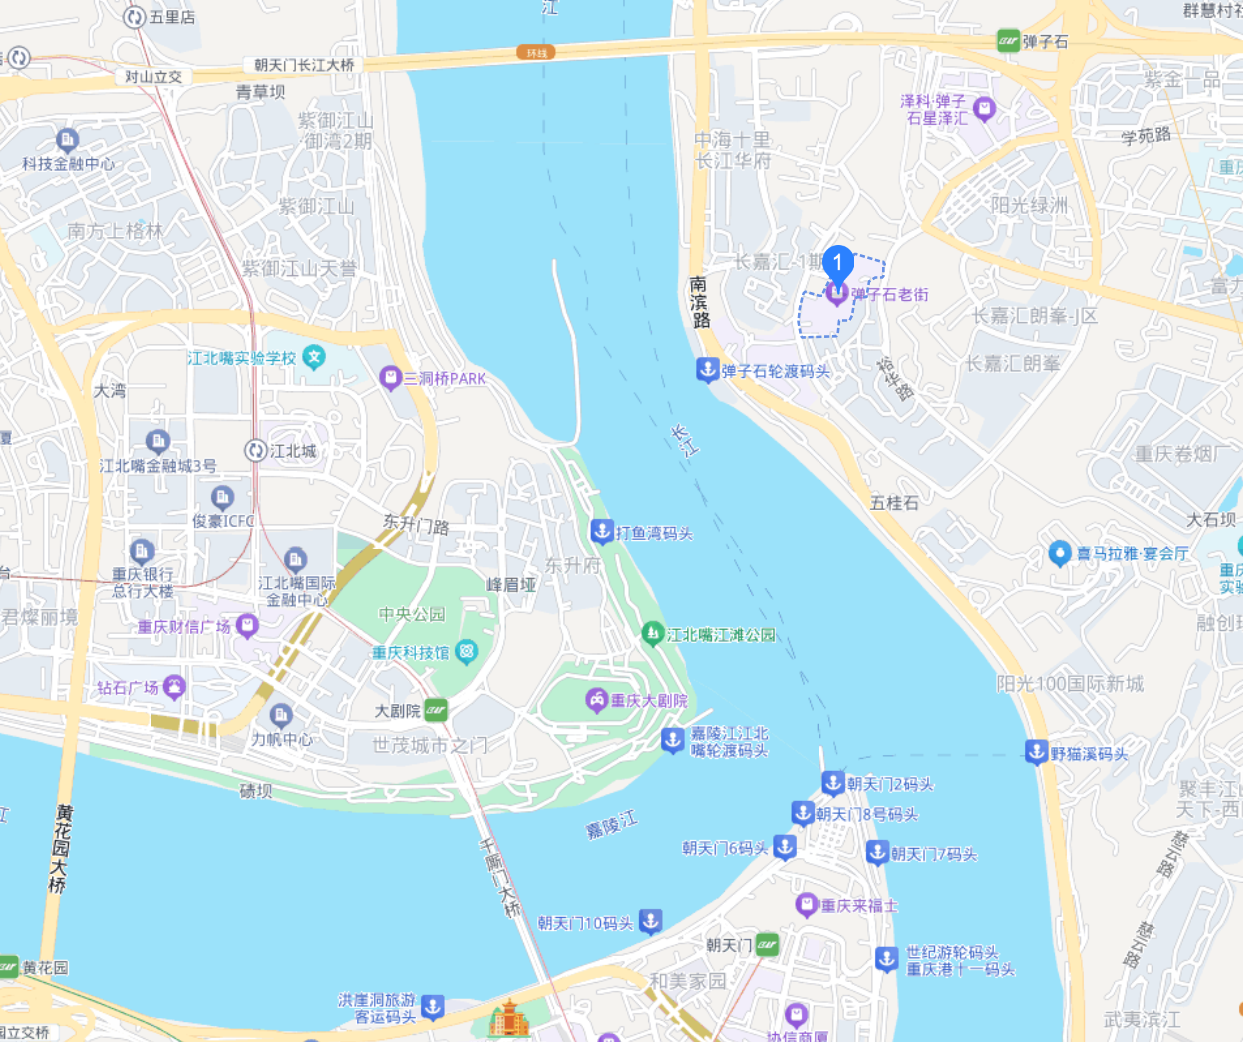 五里店
江
群慧村社
环线
弹子石
对山立交
朝天门长江大桥
青草坝
紫金一品
泽科·弹子
石星泽汇
紫御江山
御湾2期
中海十里
长江华府
学苑路
科技金融中心
紫御江山
阳光绿洲
南方上格林
紫御江山天誉
长嘉汇-1期
1
弹子石老街
南滨路
富力
长嘉汇朗峯-J区
江北嘴实验学校
三洞桥PARK
弹子石轮渡码头
裕华路
长嘉汇朗峯
大湾
厦
江北嘴金融城3号
江北城
长江
重庆卷烟厂
俊豪ICFC
东升门路
五桂石
大石坝
打鱼湾码头
重庆银行
总行大楼
江北嘴国际
金融中心
东升府
峰眉垭
喜马拉雅·宴会厅
重庆
实验
台
君燦丽境
重庆财信广场
中央公园
重庆科技馆
江北嘴江滩公园
融创
钻石广场
大剧院
重庆大剧院
阳光100国际新城
力帆中心
世茂城市之门
嘉陵江江北
嘴轮渡码头
野猫溪码头
碛坝
朝天门2码头
聚丰江山
天下-西
江
黄花园大桥
嘉陵江
朝天门8号码头
千厮门大桥
朝天门6码头
朝天门7码头
慈云路
朝天门10码头
重庆来福士
朝天门
慈云路
黄花园
世纪游轮码头
重庆港十一码头
和美家园
洪崖洞旅游
客运码头
园立交桥
协信商厦
武夷滨江